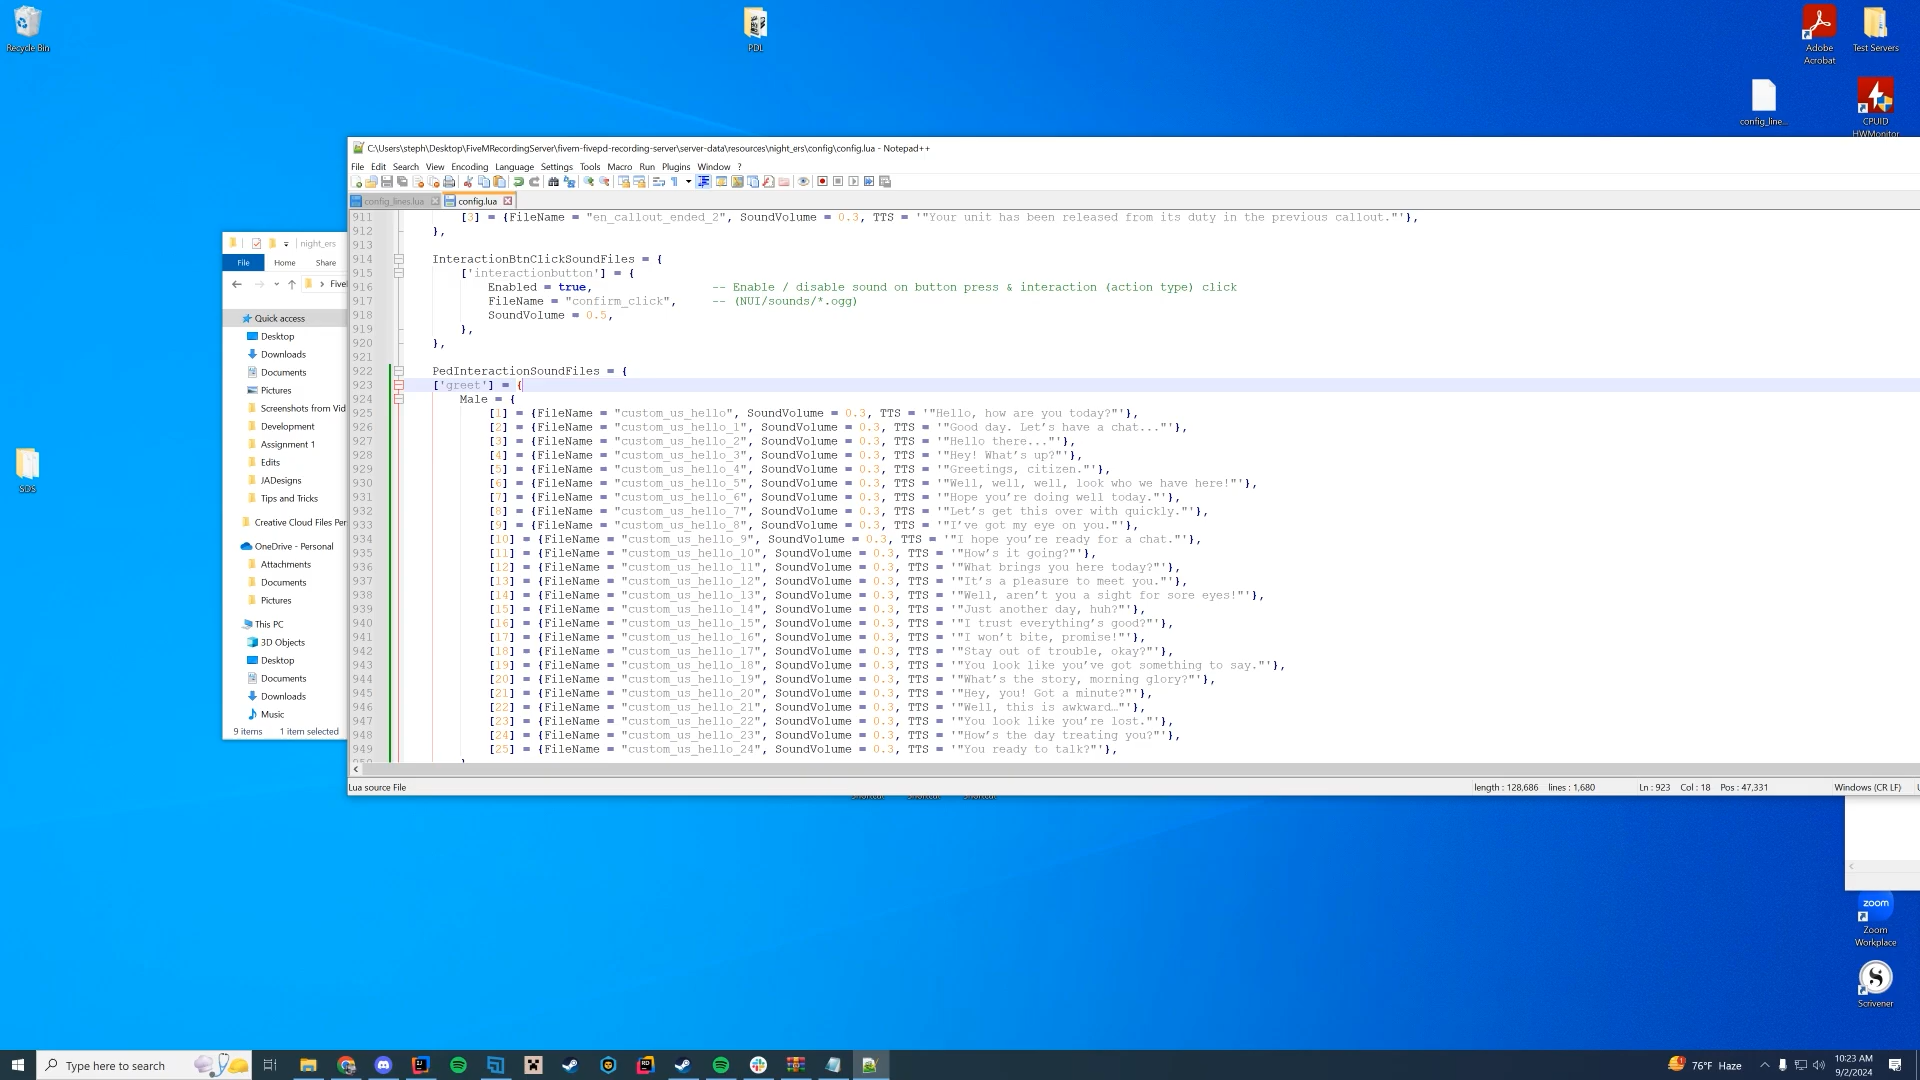 Recycle Bin
PDL
Adobe
Acrobat
Test Servers
config_line...
CPUID
HWMonitor
SDS
night_ers
File
Home
Share
Five
Quick access
Desktop
Downloads
Documents
Pictures
Screenshots from Vid
Development
Assignment 1
Edits
JADesigns
Tips and Tricks
Creative Cloud Files Per
OneDrive - Personal
Attachments
Documents
Pictures
This PC
3D Objects
Desktop
Documents
Downloads
Music
9 items 1 item selected
C:\Users\steph\Desktop\FiveMRecordingServer\fivem-fivepd-recording-server\server-data\resources\night_ers\config\config.lua - Notepad++
File Edit Search View Encoding Language Settings Tools Macro Run Plugins Window ?
config_lines.lua config.lua
911 [3] = {FileName = "en_callout_ended_2", SoundVolume = 0.3, TTS = '"Your unit has been released from its duty in the previous callout."'},
912 },
913
914 InteractionBtnClickSoundFiles = {
915 ['interactionbutton'] = {
916 Enabled = true, -- Enable / disable sound on button press & interaction (action type) click
917 FileName = "confirm_click", -- (NUI/sounds/*.ogg)
918 SoundVolume = 0.5,
919 },
920 },
921
922 PedInteractionSoundFiles = {
923 ['greet'] = {
924 Male = {
925 [1] = {FileName = "custom_us_hello", SoundVolume = 0.3, TTS = '"Hello, how are you today?"'},
926 [2] = {FileName = "custom_us_hello_1", SoundVolume = 0.3, TTS = '"Good day. Let's have a chat..."'},
927 [3] = {FileName = "custom_us_hello_2", SoundVolume = 0.3, TTS = '"Hello there..."'},
928 [4] = {FileName = "custom_us_hello_3", SoundVolume = 0.3, TTS = '"Hey! What’s up?"'},
929 [5] = {FileName = "custom_us_hello_4", SoundVolume = 0.3, TTS = '"Greetings, citizen."'},
930 [6] = {FileName = "custom_us_hello_5", SoundVolume = 0.3, TTS = '"Well, well, well, look who we have here!"'},
931 [7] = {FileName = "custom_us_hello_6", SoundVolume = 0.3, TTS = '"Hope you’re doing well today."'},
932 [8] = {FileName = "custom_us_hello_7", SoundVolume = 0.3, TTS = '"Let’s get this over with quickly."'},
933 [9] = {FileName = "custom_us_hello_8", SoundVolume = 0.3, TTS = '"I’ve got my eye on you."'},
934 [10] = {FileName = "custom_us_hello_9", SoundVolume = 0.3, TTS = '"I hope you’re ready for a chat."'},
935 [11] = {FileName = "custom_us_hello_10", SoundVolume = 0.3, TTS = '"How’s it going?"'},
936 [12] = {FileName = "custom_us_hello_11", SoundVolume = 0.3, TTS = '"What brings you here today?"'},
937 [13] = {FileName = "custom_us_hello_12", SoundVolume = 0.3, TTS = '"It’s a pleasure to meet you."'},
938 [14] = {FileName = "custom_us_hello_13", SoundVolume = 0.3, TTS = '"Well, aren’t you a sight for sore eyes!"'},
939 [15] = {FileName = "custom_us_hello_14", SoundVolume = 0.3, TTS = '"Just another day, huh?"'},
940 [16] = {FileName = "custom_us_hello_15", SoundVolume = 0.3, TTS = '"I trust everything’s good?"'},
941 [17] = {FileName = "custom_us_hello_16", SoundVolume = 0.3, TTS = '"I won’t bite, promise!"'},
942 [18] = {FileName = "custom_us_hello_17", SoundVolume = 0.3, TTS = '"Stay out of trouble, okay?"'},
943 [19] = {FileName = "custom_us_hello_18", SoundVolume = 0.3, TTS = '"You look like you’ve got something to say."'},
944 [20] = {FileName = "custom_us_hello_19", SoundVolume = 0.3, TTS = '"What’s the story, morning glory?"'},
945 [21] = {FileName = "custom_us_hello_20", SoundVolume = 0.3, TTS = '"Hey, you! Got a minute?"'},
946 [22] = {FileName = "custom_us_hello_21", SoundVolume = 0.3, TTS = '"Well, this is awkward…"'},
947 [23] = {FileName = "custom_us_hello_22", SoundVolume = 0.3, TTS = '"You look like you’re lost."'},
948 [24] = {FileName = "custom_us_hello_23", SoundVolume = 0.3, TTS = '"How’s the day treating you?"'},
949 [25] = {FileName = "custom_us_hello_24", SoundVolume = 0.3, TTS = '"You ready to talk?"'},
Lua source File
length : 128,686 lines : 1,680
Ln : 923 Col : 18 Pos : 47,331
Windows (CR LF)
zoom
Zoom
Workplace
Scrivener
Type here to search
76°F Haze
10:23 AM
9/2/2024